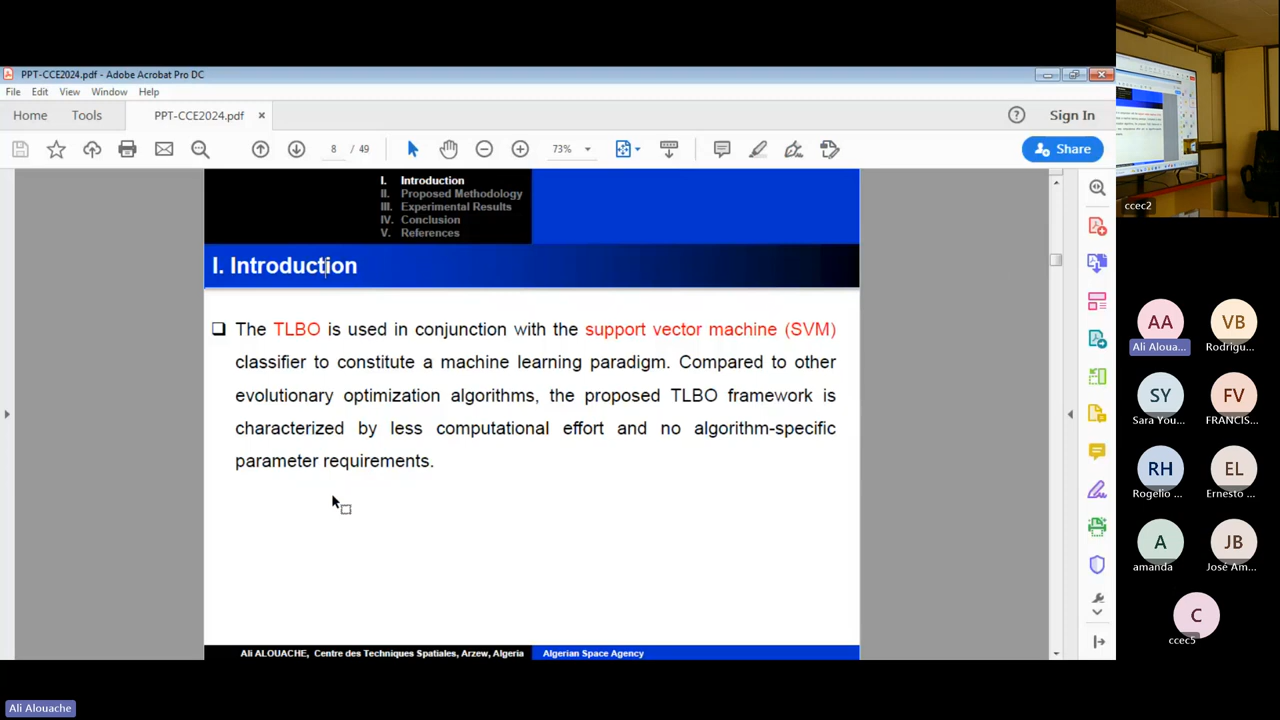 PPT-CCE2024.pdf - Adobe Acrobat Pro DC
File Edit View Window Help
Home Tools PPT-CCE2024.pdf × Sign In
8 / 49 73% Share
I. Introduction
II. Proposed Methodology
III. Experimental Results
IV. Conclusion
V. References
I. Introduction
❑ The TLBO is used in conjunction with the support vector machine (SVM)
classifier to constitute a machine learning paradigm. Compared to other
evolutionary optimization algorithms, the proposed TLBO framework is
characterized by less computational effort and no algorithm-specific
parameter requirements.
Ali ALOUACHE, Centre des Techniques Spatiales, Arzew, Algeria Algerian Space Agency
Ali Alouache
ccec2
AA VB
Ali Aloua... Rodrigu...
SY FV
Sara You... FRANCIS...
RH EL
Rogelio ... Ernesto ...
A JB
amanda José Am...
C
ccec5